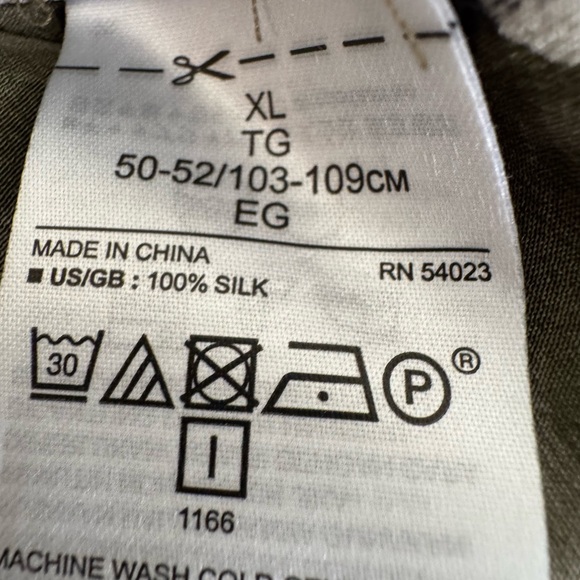 XL
TG
50-52/103-109CM
EG
MADE IN CHINA
■ US/GB : 100% SILK
RN 54023
30
P
®
1166
MACHINE WASH COLD